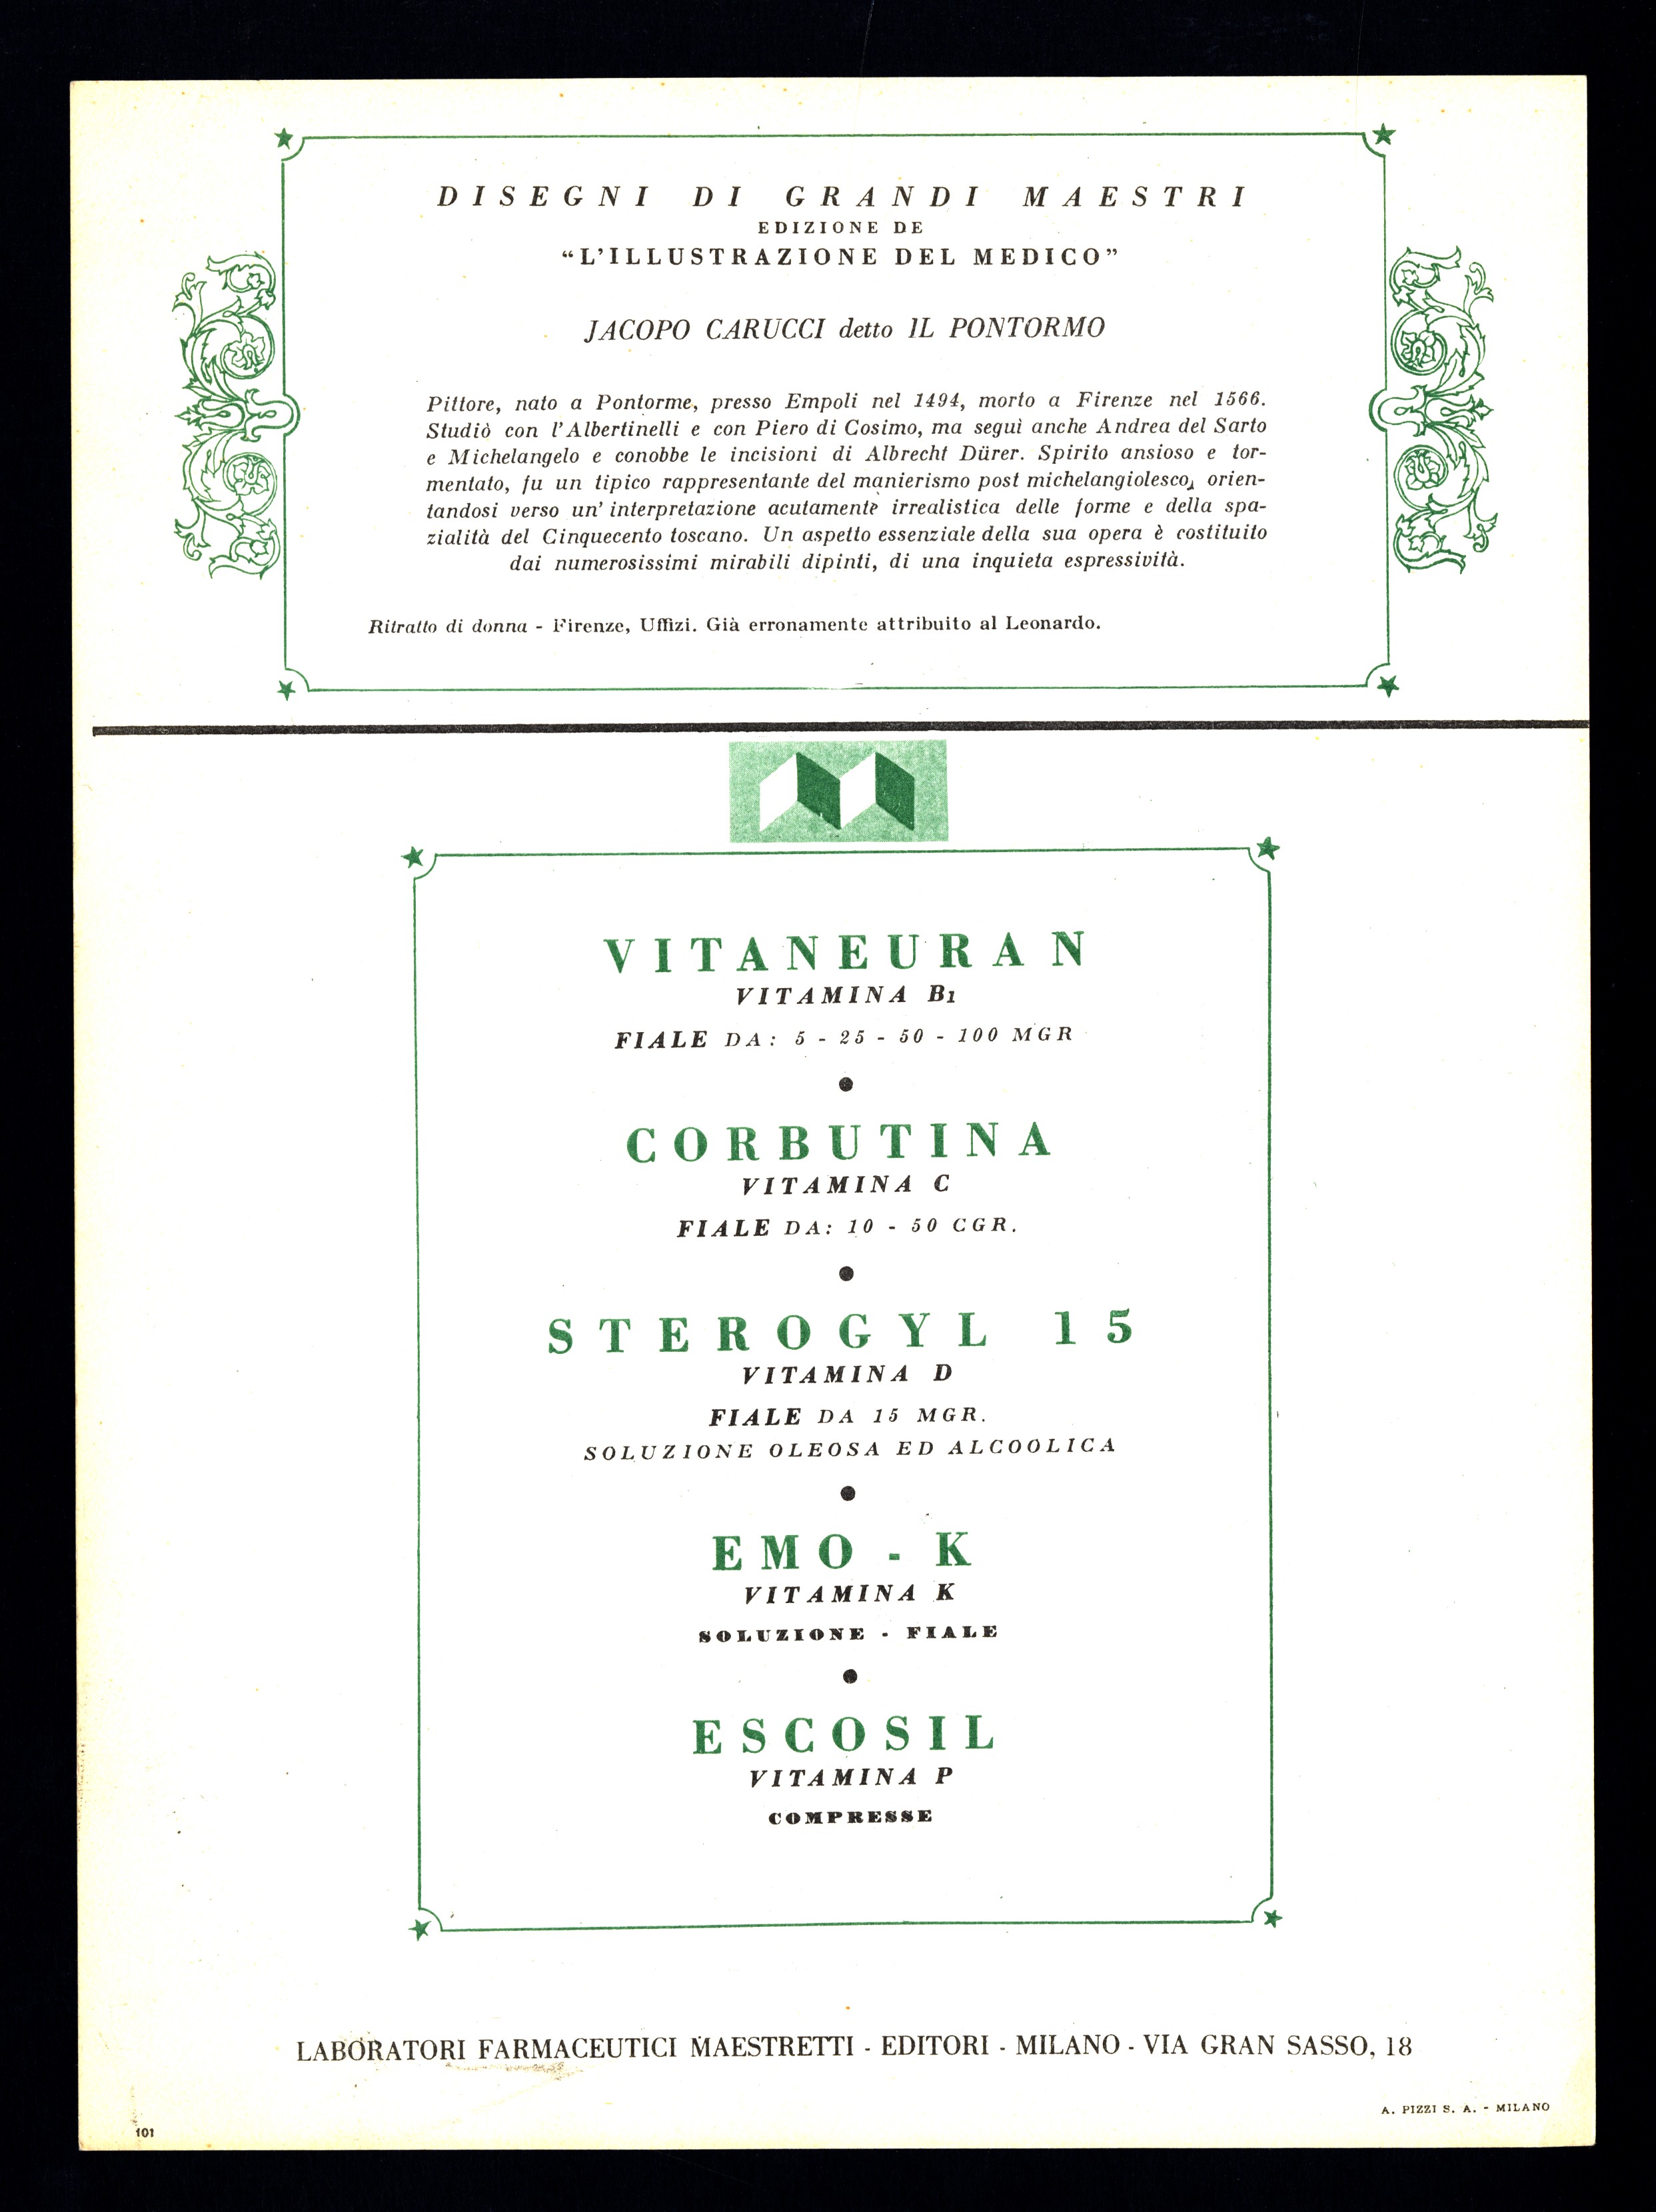 DISEGNI DI GRANDI MAESTRI
EDIZIONE DE
“L’ILLUSTRAZIONE DEL MEDICO”
JACOPO CARUCCI detto IL PONTORMO
Pittore, nato a Pontorme, presso Empoli nel 1494, morto a Firenze nel 1566.
Studiò con l’Albertinelli e con Piero di Cosimo, ma seguì anche Andrea del Sarto
e Michelangelo e conobbe le incisioni di Albrecht Dürer. Spirito ansioso e tor-
mentato, fu un tipico rappresentante del manierismo post michelangiolesco, orien-
tandosi verso un’ interpretazione acutamente irrealistica delle forme e della spa-
zialità del Cinquecento toscano. Un aspetto essenziale della sua opera è costituito
dai numerosissimi mirabili dipinti, di una inquieta espressività.
Ritratto di donna - Firenze, Uffizi. Già erronamente attribuito al Leonardo.
VITANEURAN
VITAMINA B1
FIALE DA: 5 - 25 - 50 - 100 MGR
CORBUTINA
VITAMINA C
FIALE DA: 10 - 50 CGR.
STEROGYL 15
VITAMINA D
FIALE DA 15 MGR.
SOLUZIONE OLEOSA ED ALCOOLICA
EMO - K
VITAMINA K
SOLUZIONE - FIALE
ESCOSIL
VITAMINA P
COMPRESSE
LABORATORI FARMACEUTICI MAESTRETTI - EDITORI - MILANO - VIA GRAN SASSO, 18
A. PIZZI S. A. - MILANO
101